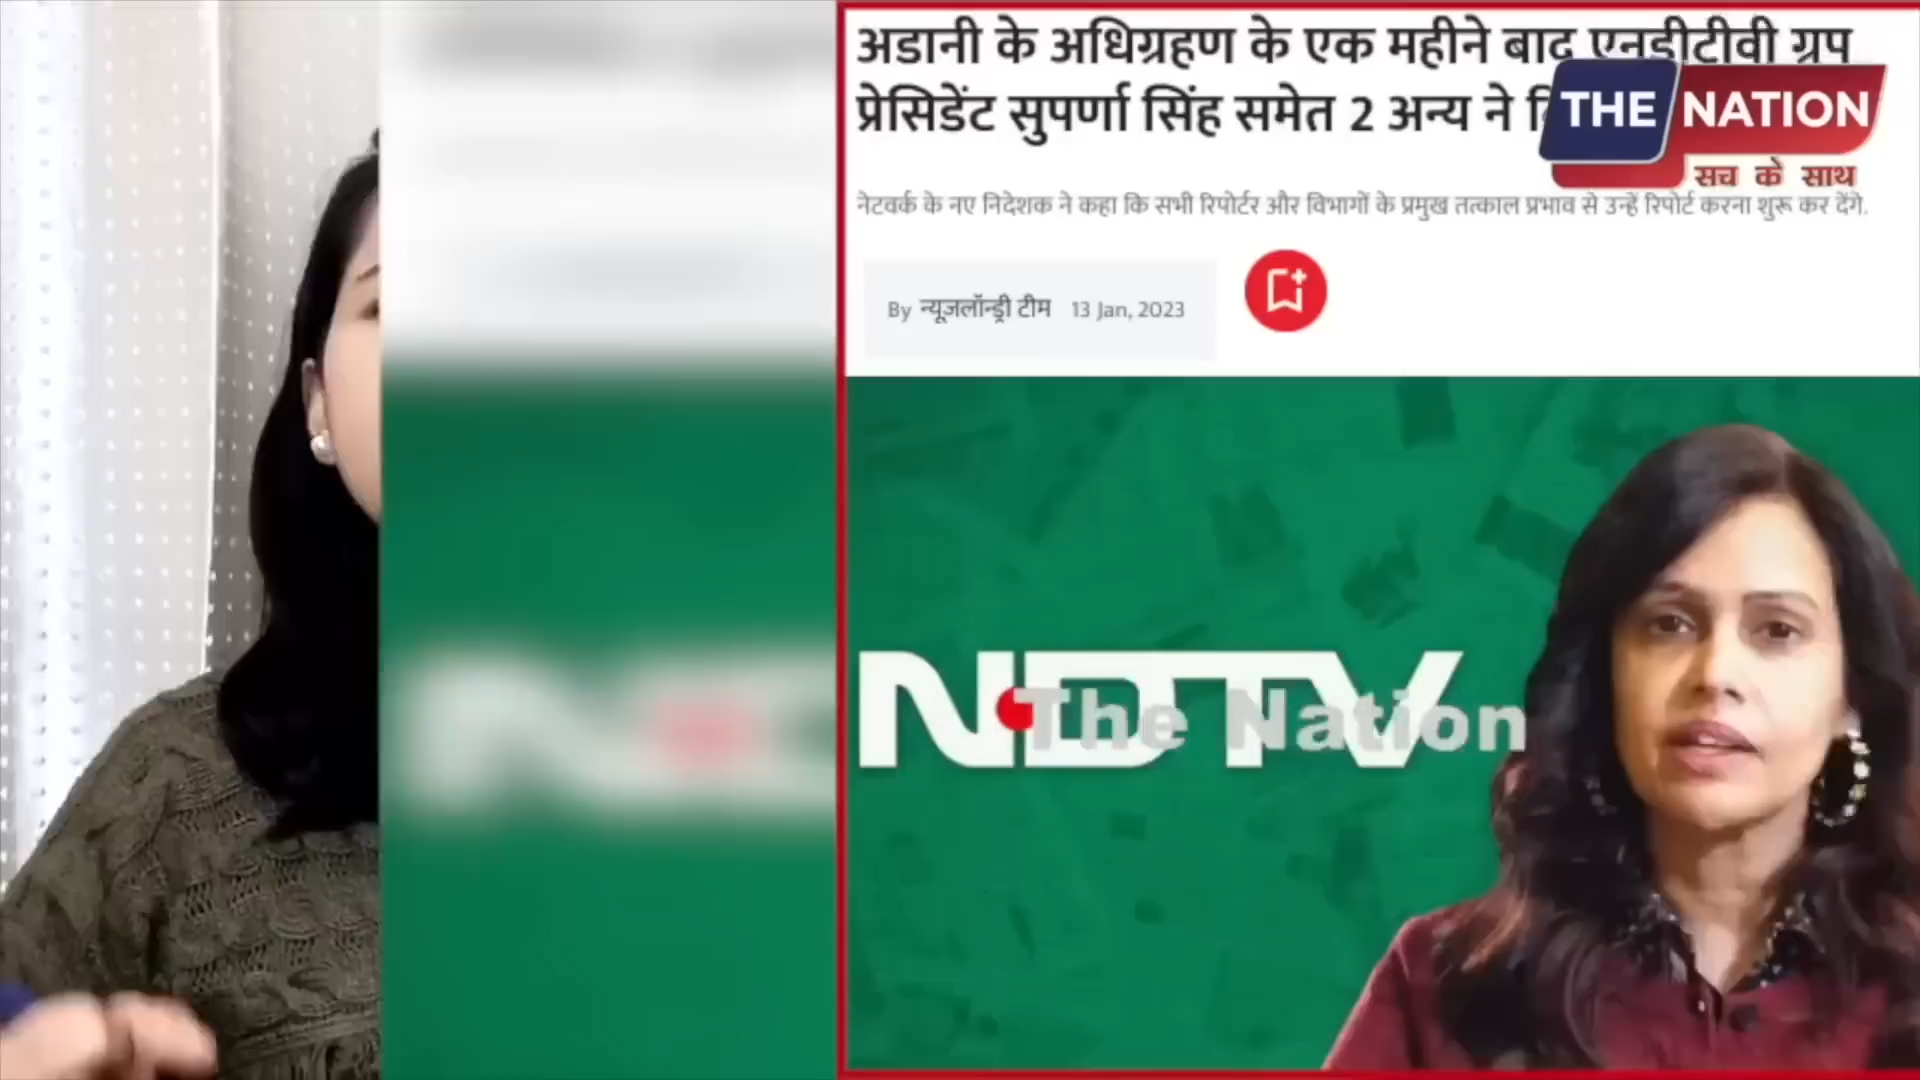 अडानी के अधिग्रहण के एक महीने बाद एनडीटीवी ग्रुप
प्रेसिडेंट सुपर्णा सिंह समेत 2 अन्य ने
THE NATION
सच के साथ
नेटवर्क के नए निदेशक ने कहा कि सभी रिपोर्टर और विभागों के प्रमुख तत्काल प्रभाव से उन्हें रिपोर्ट करना शुरू कर देंगे.
By न्यूज़लॉन्ड्री टीम 13 Jan, 2023
NDTV
The Nation